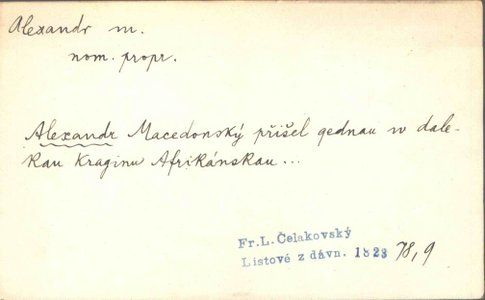 Alexandr m.
nom. propr.
Alexandr Macedonský přišel gednau w dale-
kau Kraginu Afrikánskau...
Fr. L. Čelakovský
Listové z dávn. 1823 78, 9